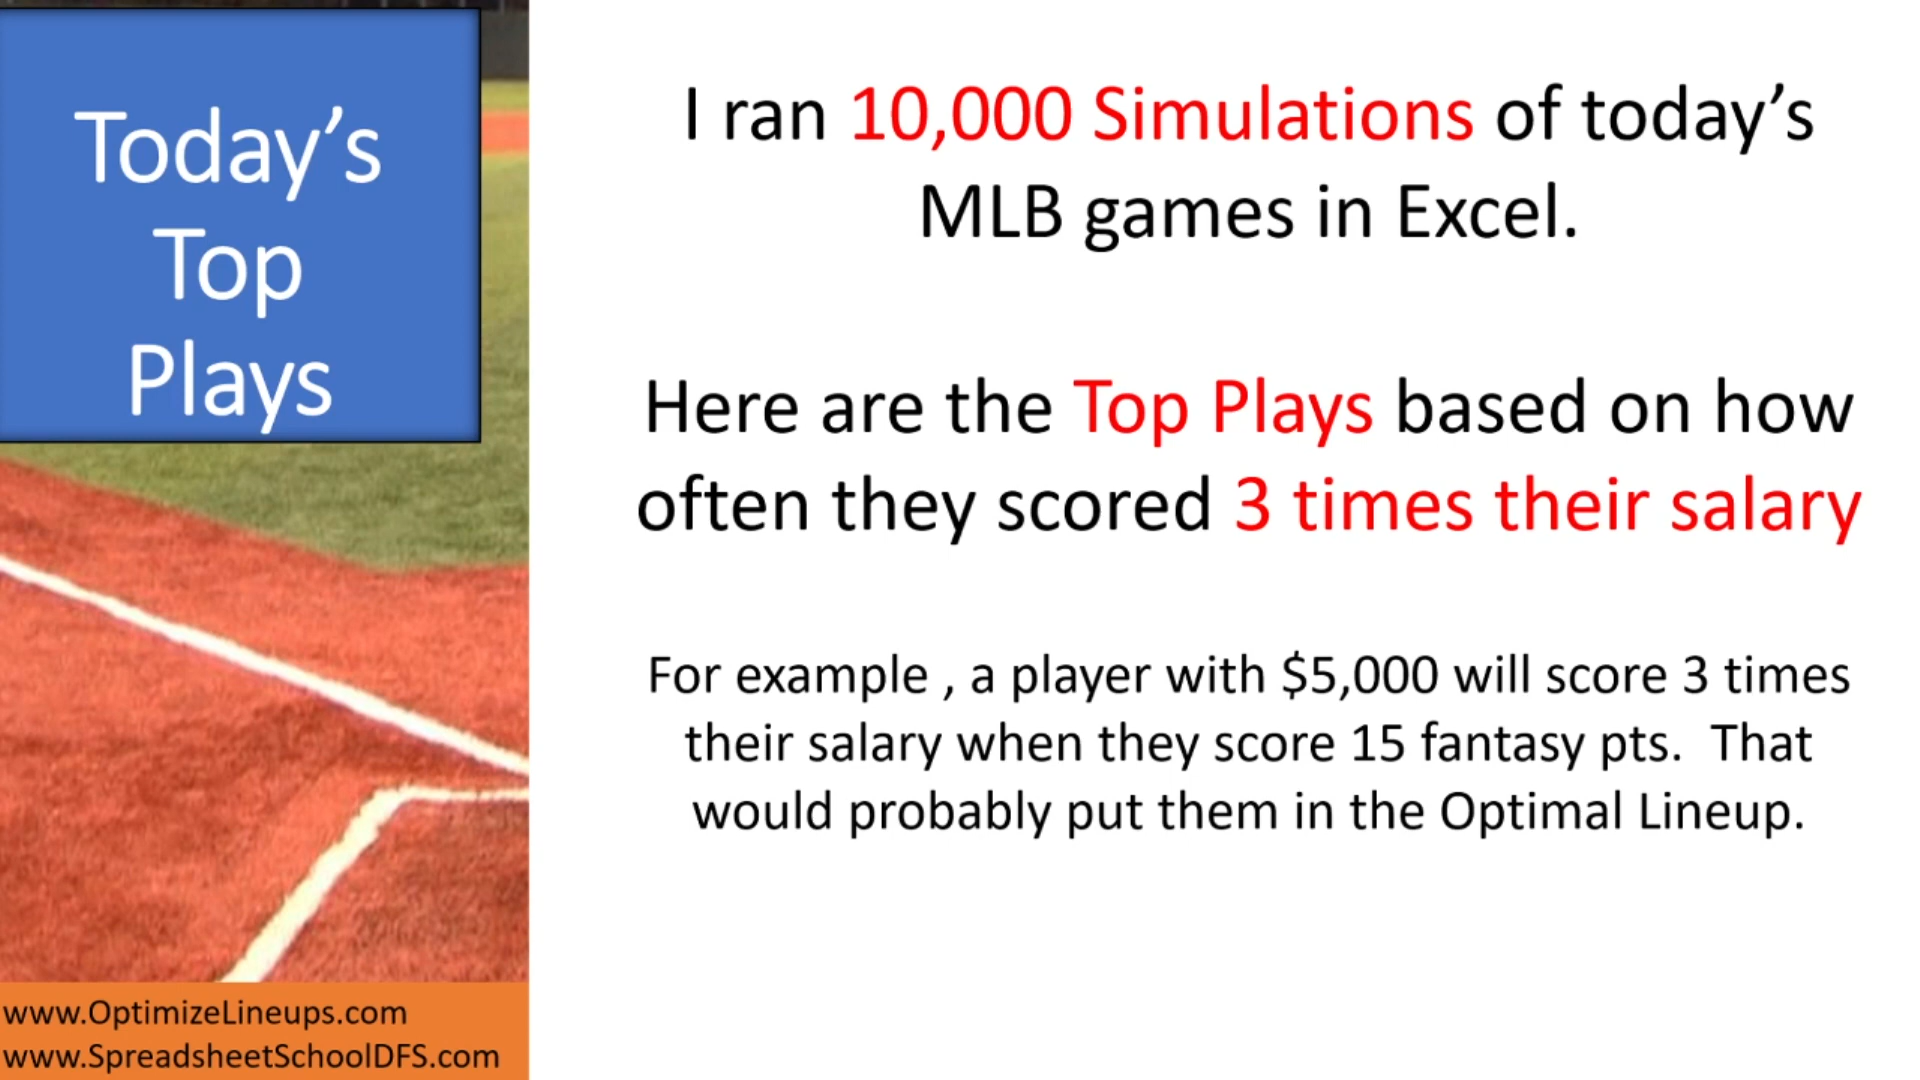 Today’s
Top
Plays
I ran 10,000 Simulations of today’s
MLB games in Excel.
Here are the Top Plays based on how
often they scored 3 times their salary
For example , a player with $5,000 will score 3 times
their salary when they score 15 fantasy pts.  That
would probably put them in the Optimal Lineup.
www.OptimizeLineups.com
www.SpreadsheetSchoolDFS.com